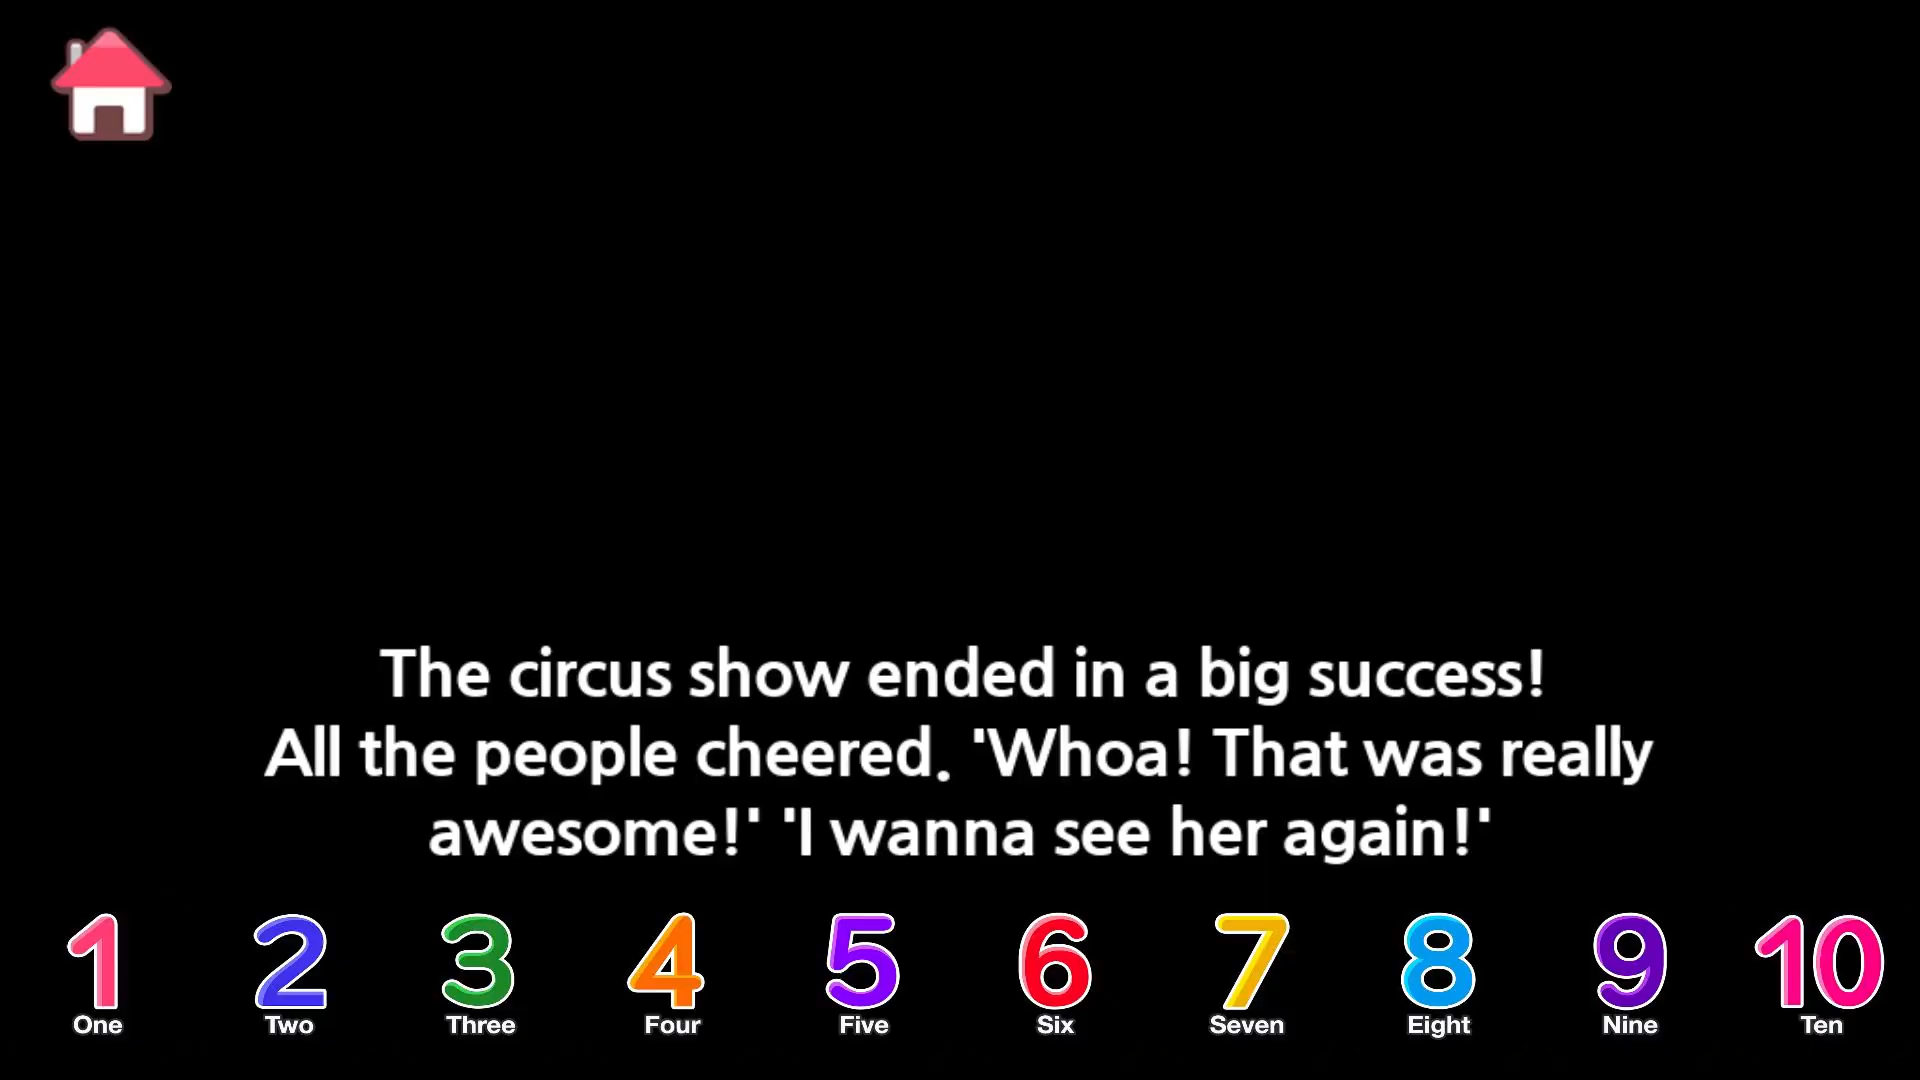 The circus show ended in a big success!
All the people cheered. 'Whoa! That was really
awesome!' 'I wanna see her again!'
1 2 3 4 5 6 7 8 9 10
One Two Three Four Five Six Seven Eight Nine Ten